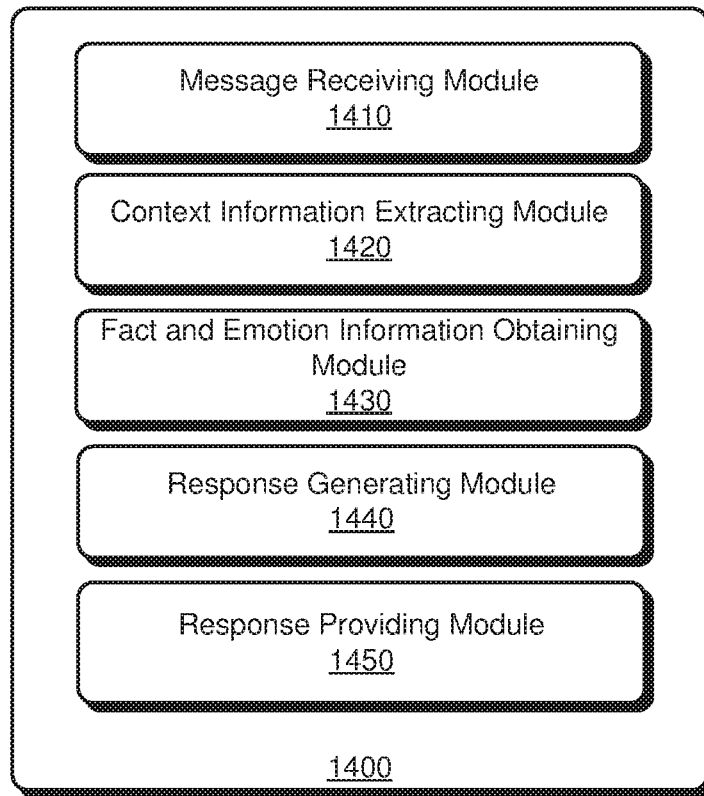 Message Receiving Module
1410
Context Information Extracting Module
1420
Fact and Emotion Information Obtaining
Module
1430
Response Generating Module
1440
Response Providing Module
1450
1400